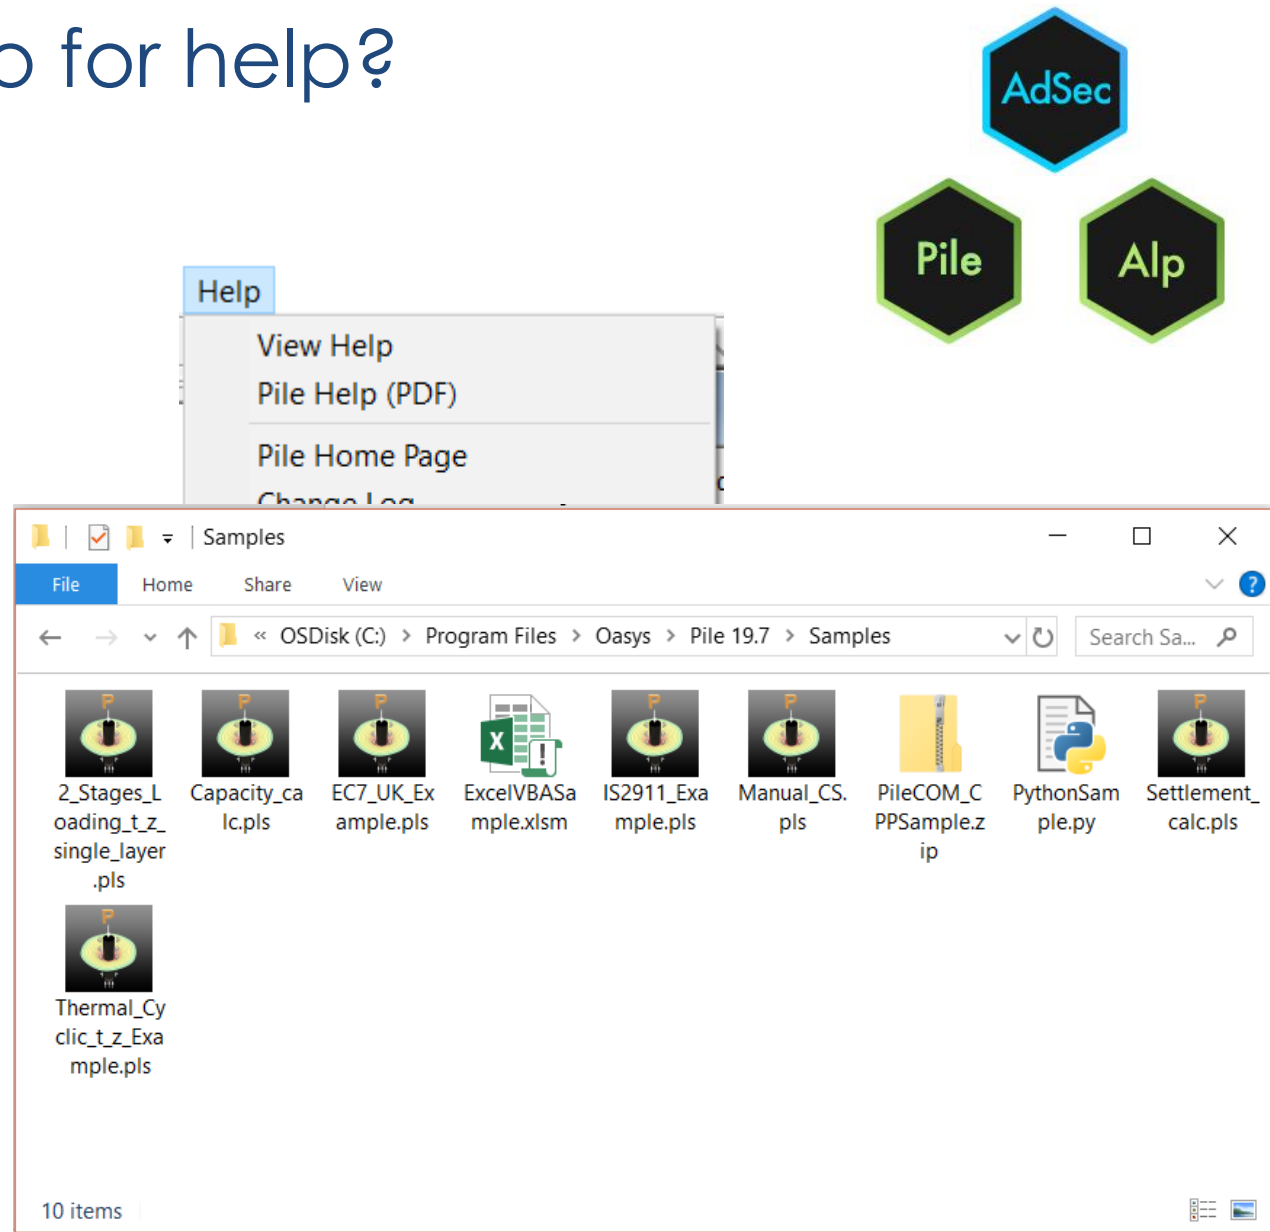 o for help?
AdSec
Pile
Alp
Help
View Help
Pile Help (PDF)
Pile Home Page
Change Log
Samples
File Home Share View
« OSDisk (C:) > Program Files > Oasys > Pile 19.7 > Samples
Search Sa...
2_Stages_L
oading_t_z_
single_layer
.pls
Capacity_ca
lc.pls
EC7_UK_Ex
ample.pls
ExcelVBASa
mple.xlsm
IS2911_Exa
mple.pls
Manual_CS.
pls
PileCOM_C
PPSample.z
ip
PythonSam
ple.py
Settlement_
calc.pls
Thermal_Cy
clic_t_z_Exa
mple.pls
10 items